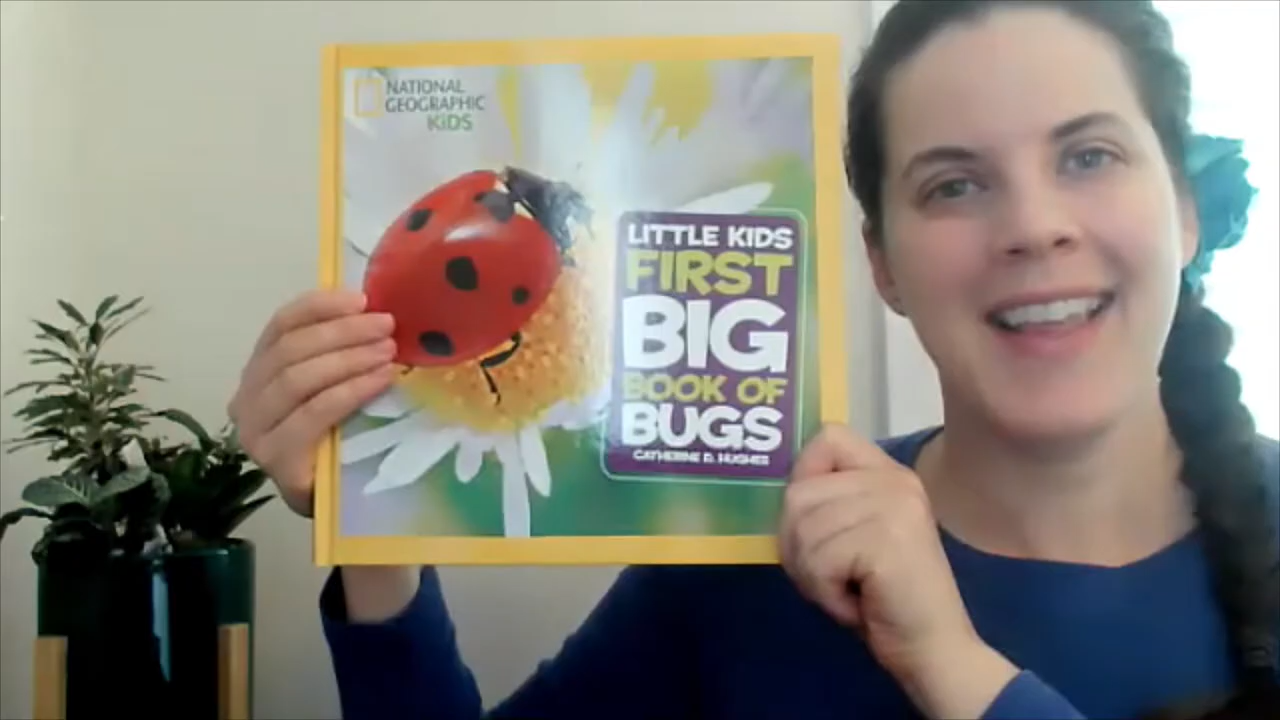 NATIONAL
GEOGRAPHIC
KiDS
LITTLE KIDS
FIRST
BIG
BOOK OF
BUGS
CATHERINE D. HUGHES